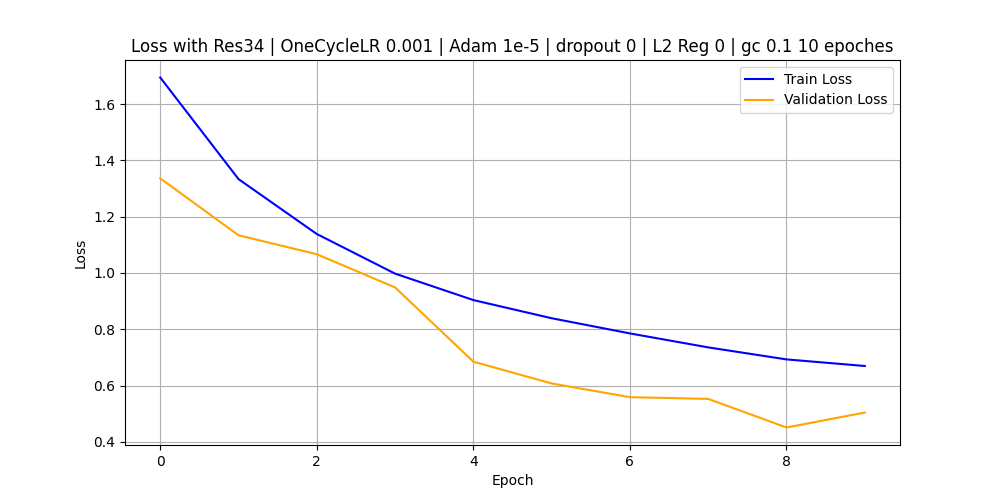 Loss with Res34 | OneCycleLR 0.001 | Adam 1e-5 | dropout 0 | L2 Reg 0 | gc 0.1 10 epoches
Train Loss
Validation Loss
1.6
1.4
1.2
1.0
0.8
0.6
0.4
Loss
0 2 4 6 8
Epoch